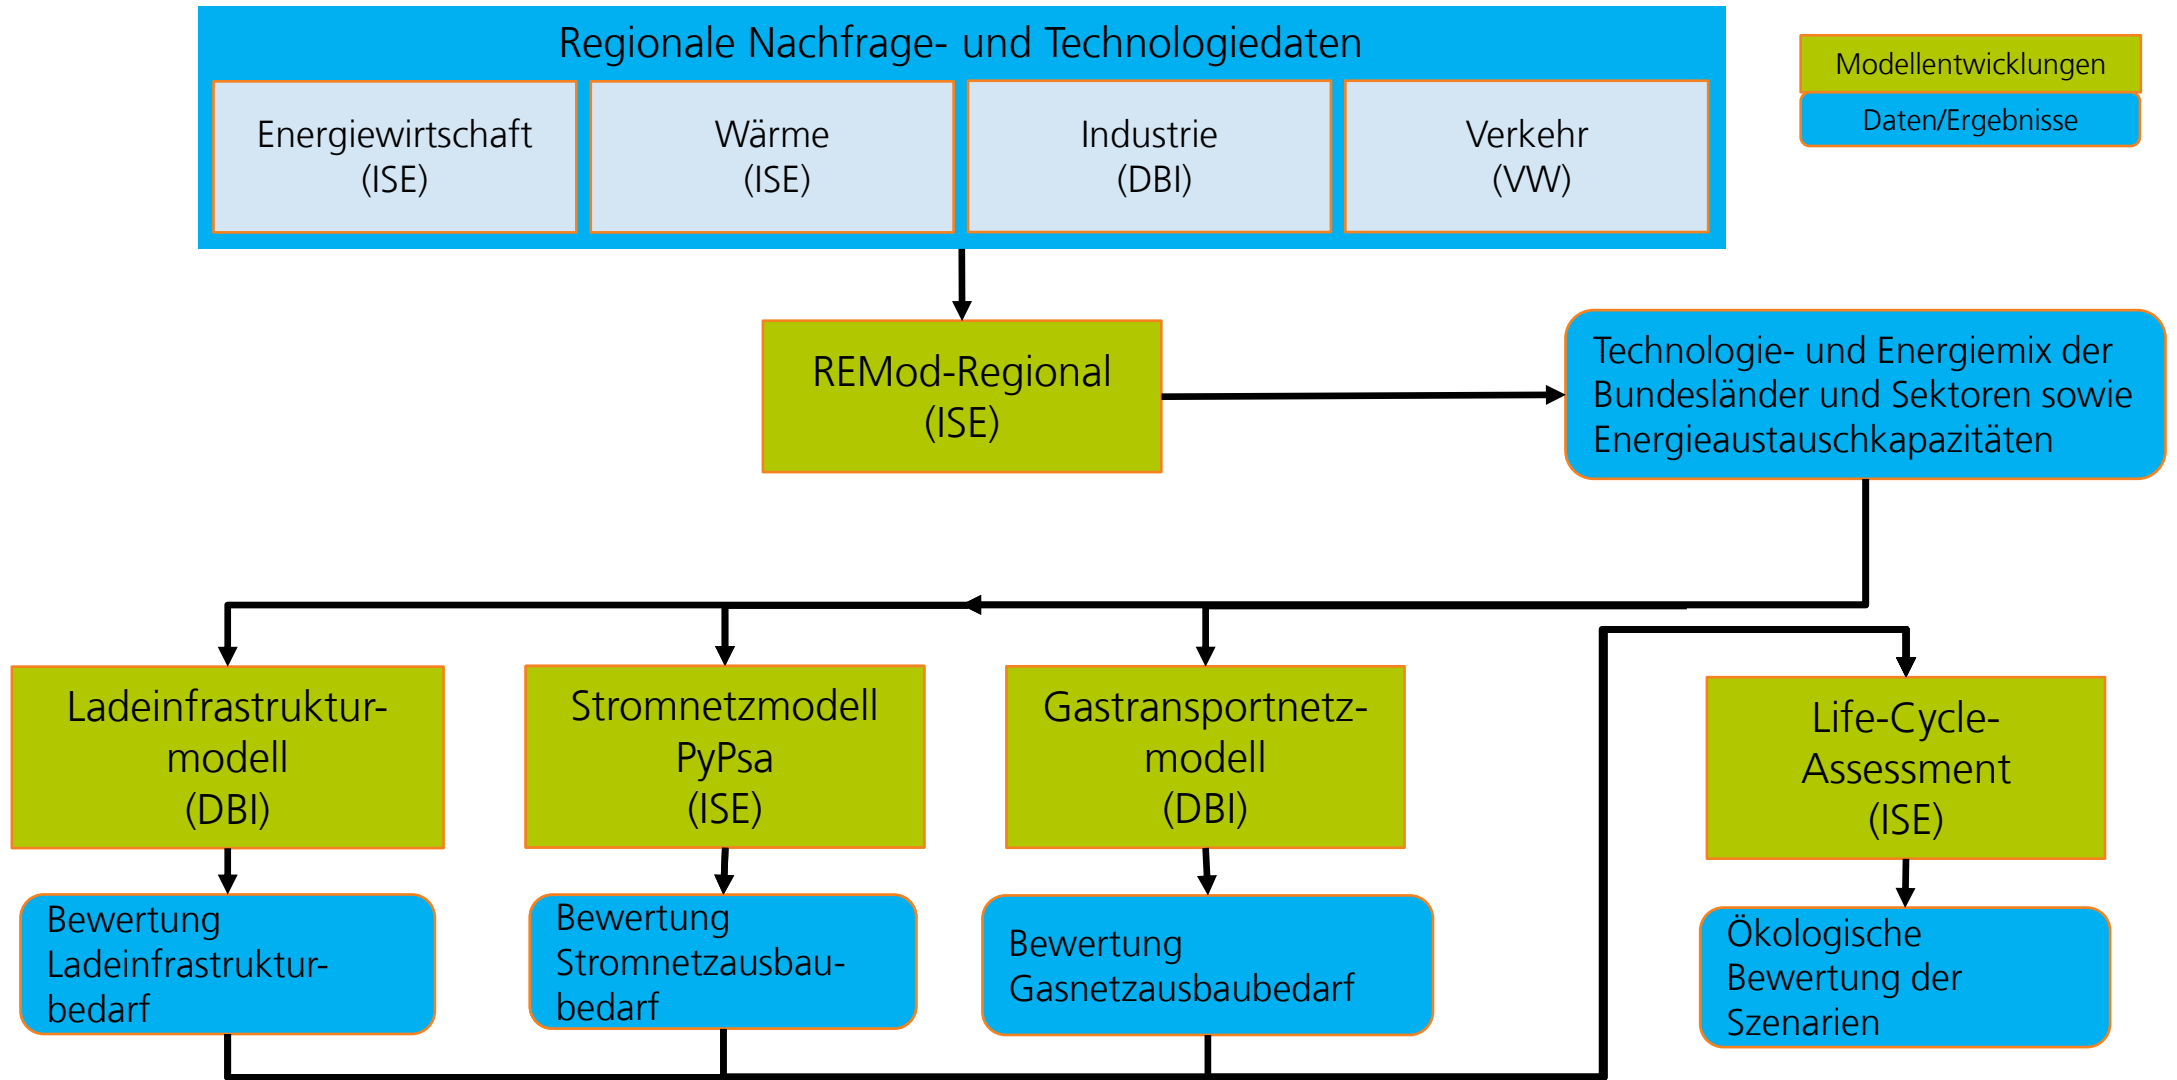 Regionale Nachfrage- und Technologiedaten
Energiewirtschaft
(ISE)
Wärme
(ISE)
Industrie
(DBI)
Verkehr
(VW)
Modellentwicklungen
Daten/Ergebnisse
REMod-Regional
(ISE)
Technologie- und Energiemix der
Bundesländer und Sektoren sowie
Energieaustauschkapazitäten
Ladeinfrastruktur-
modell
(DBI)
Stromnetzmodell
PyPsa
(ISE)
Gastransportnetz-
modell
(DBI)
Life-Cycle-
Assessment
(ISE)
Bewertung
Ladeinfrastruktur-
bedarf
Bewertung
Stromnetzausbau-
bedarf
Bewertung
Gasnetzausbaubedarf
Ökologische
Bewertung der
Szenarien